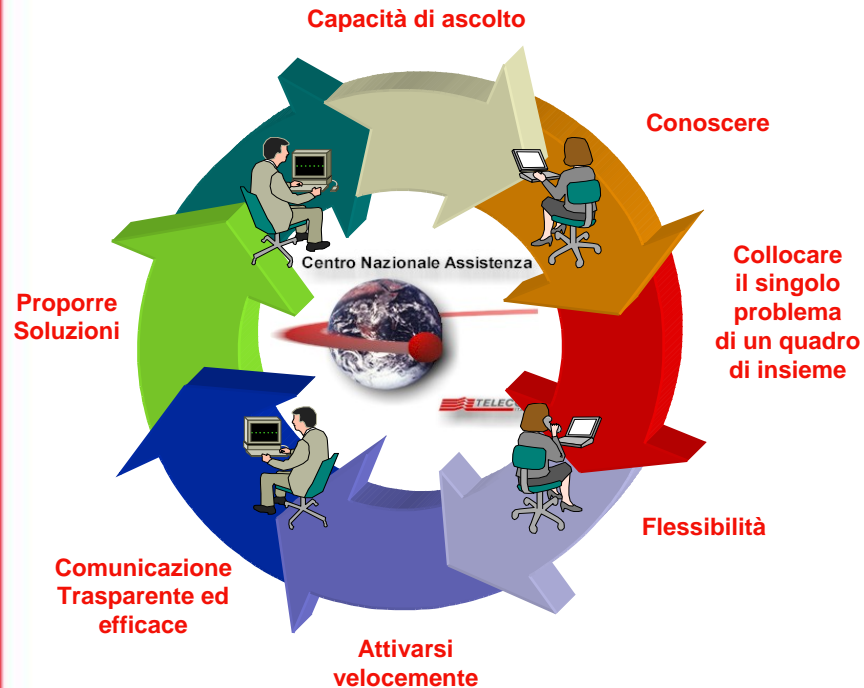 Capacità di ascolto
Conoscere
Collocare
il singolo
problema
di un quadro
di insieme
Flessibilità
Attivarsi
velocemente
Comunicazione
Trasparente ed
efficace
Proporre
Soluzioni
Centro Nazionale Assistenza